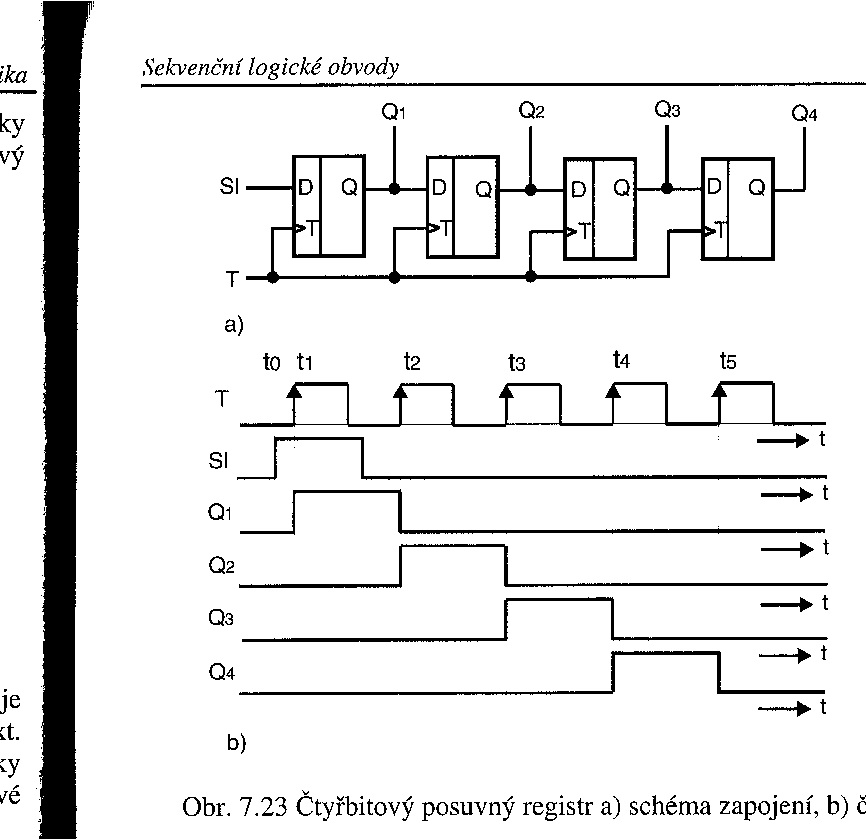 ika
Sekvenční logické obvody
ky
vý
Q1 Q2 Q3 Q4
SI D Q D Q D Q D Q
T T T T
T
a)
t0 t1 t2 t3 t4 t5
T
t
SI
t
Q1
t
Q2
t
Q3
t
Q4
t
b)
je
xt.
ky
vé
Obr. 7.23 Čtyřbitový posuvný registr a) schéma zapojení, b) č